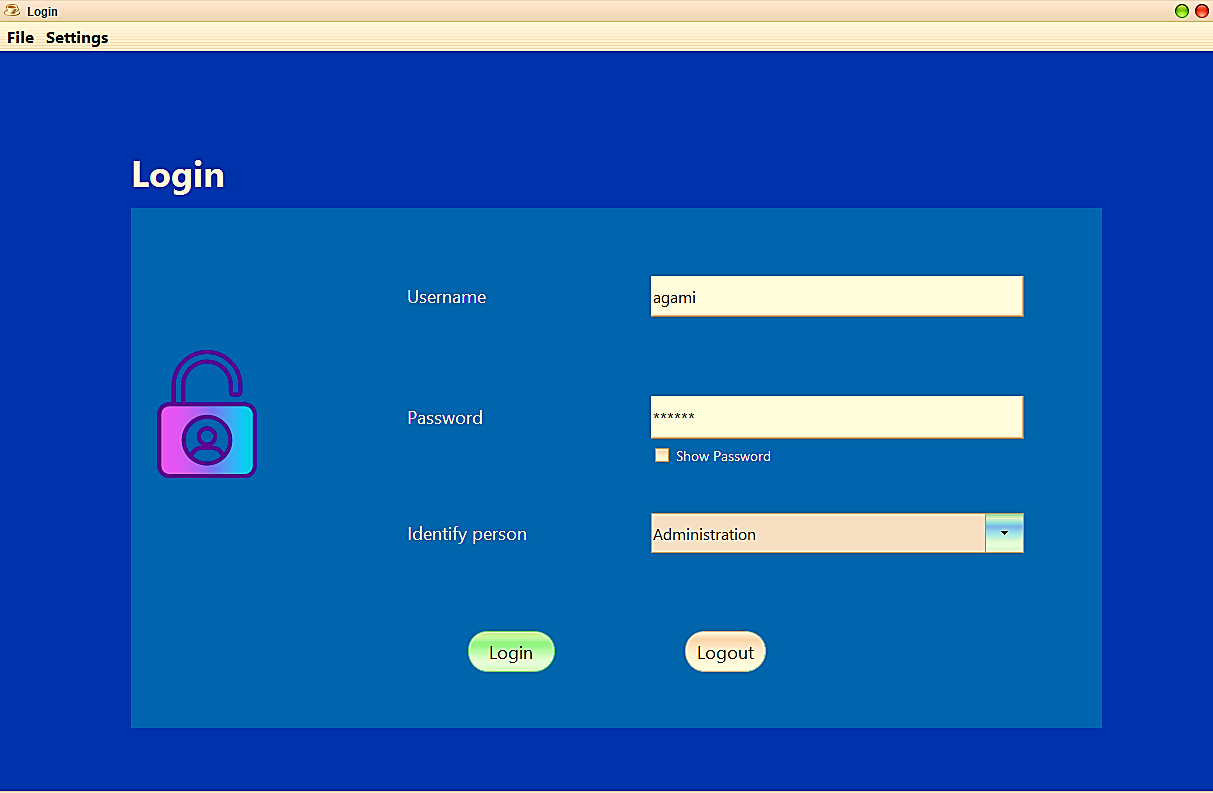 Login
File Settings
Login
Username
agami
Password
******
Show Password
Identify person
Administration
Login
Logout